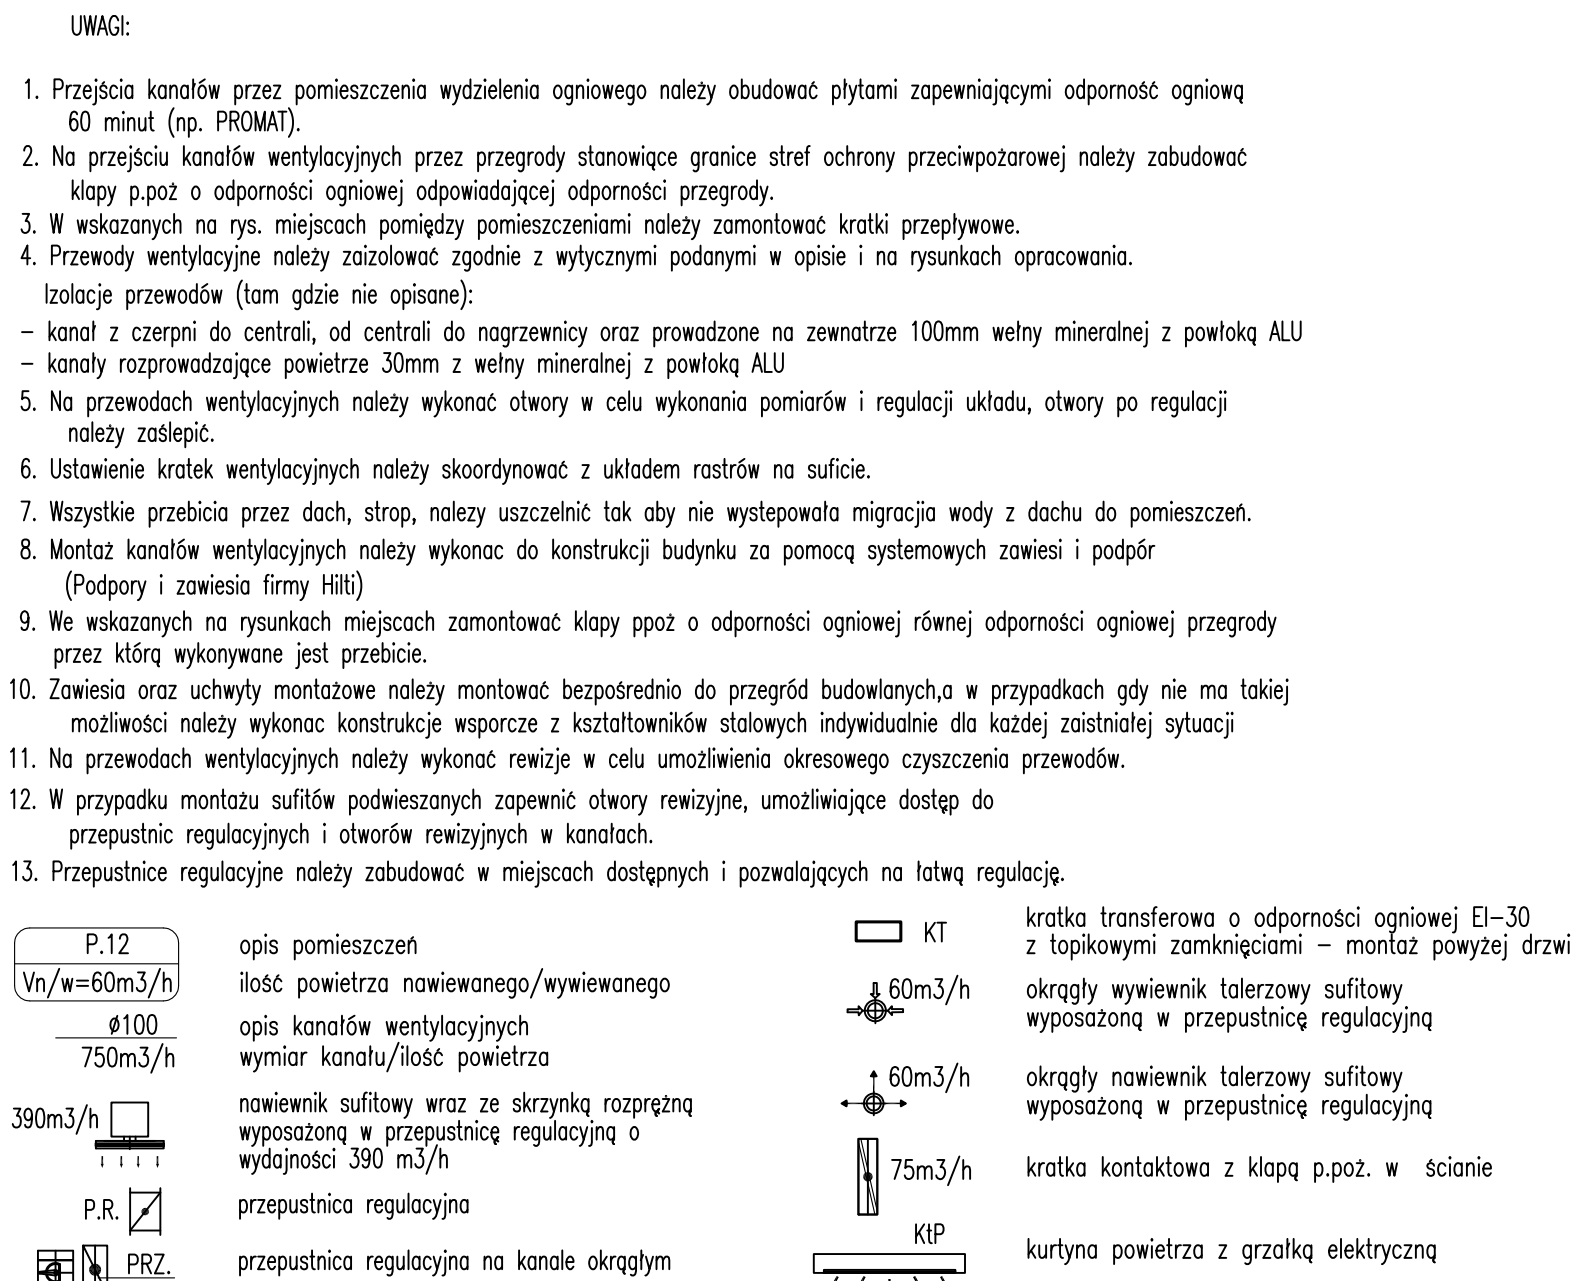 UWAGI:
1. Przejścia kanałów przez pomieszczenia wydzielenia ogniowego należy obudować płytami zapewniającymi odporność ogniową
60 minut (np. PROMAT).
2. Na przejściu kanałów wentylacyjnych przez przegrody stanowiące granice stref ochrony przeciwpożarowej należy zabudować
klapy p.poż o odporności ogniowej odpowiadającej odporności przegrody.
3. W wskazanych na rys. miejscach pomiędzy pomieszczeniami należy zamontować kratki przepływowe.
4. Przewody wentylacyjne należy zaizolować zgodnie z wytycznymi podanymi w opisie i na rysunkach opracowania.
Izolacje przewodów (tam gdzie nie opisane):
– kanał z czerpni do centrali, od centrali do nagrzewnicy oraz prowadzone na zewnatrze 100mm wełny mineralnej z powłoką ALU
– kanały rozprowadzające powietrze 30mm z wełny mineralnej z powłoką ALU
5. Na przewodach wentylacyjnych należy wykonać otwory w celu wykonania pomiarów i regulacji układu, otwory po regulacji
należy zaślepić.
6. Ustawienie kratek wentylacyjnych należy skoordynować z układem rastrów na suficie.
7. Wszystkie przebicia przez dach, strop, nalezy uszczelnić tak aby nie wystepowała migracjia wody z dachu do pomieszczeń.
8. Montaż kanałów wentylacyjnych należy wykonac do konstrukcji budynku za pomocą systemowych zawiesi i podpór
(Podpory i zawiesia firmy Hilti)
9. We wskazanych na rysunkach miejscach zamontować klapy ppoż o odporności ogniowej równej odporności ogniowej przegrody
przez którą wykonywane jest przebicie.
10. Zawiesia oraz uchwyty montażowe należy montować bezpośrednio do przegród budowlanych,a w przypadkach gdy nie ma takiej
możliwości należy wykonac konstrukcje wsporcze z kształtowników stalowych indywidualnie dla każdej zaistniałej sytuacji
11. Na przewodach wentylacyjnych należy wykonać rewizje w celu umożliwienia okresowego czyszczenia przewodów.
12. W przypadku montażu sufitów podwieszanych zapewnić otwory rewizyjne, umożliwiające dostęp do
przepustnic regulacyjnych i otworów rewizyjnych w kanałach.
13. Przepustnice regulacyjne należy zabudować w miejscach dostępnych i pozwalających na łatwą regulację.
P.12 opis pomieszczeń
Vn/w=60m3/h ilość powietrza nawiewanego/wywiewanego
ø100 opis kanałów wentylacyjnych
750m3/h wymiar kanału/ilość powietrza
390m3/h nawiewnik sufitowy wraz ze skrzynką rozprężną
wyposażoną w przepustnicę regulacyjną o
wydajności 390 m3/h
P.R. przepustnica regulacyjna
PRZ. przepustnica regulacyjna na kanale okrągłym
KT kratka transferowa o odporności ogniowej EI–30
z topikowymi zamknięciami – montaż powyżej drzwi
60m3/h okrągły wywiewnik talerzowy sufitowy
wyposażoną w przepustnicę regulacyjną
60m3/h okrągły nawiewnik talerzowy sufitowy
wyposażoną w przepustnicę regulacyjną
75m3/h kratka kontaktowa z klapą p.poż. w ścianie
KtP
kurtyna powietrza z grzałką elektryczną